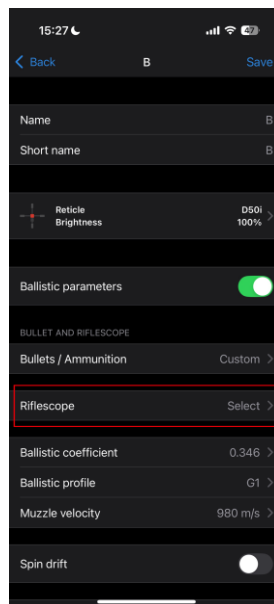 15:27
47
Back B Save
Name B
Short name B
Reticle D50i
Brightness 100%
Ballistic parameters
BULLET AND RIFLESCOPE
Bullets / Ammunition Custom
Riflescope Select
Ballistic coefficient 0.346
Ballistic profile G1
Muzzle velocity 980 m/s
Spin drift